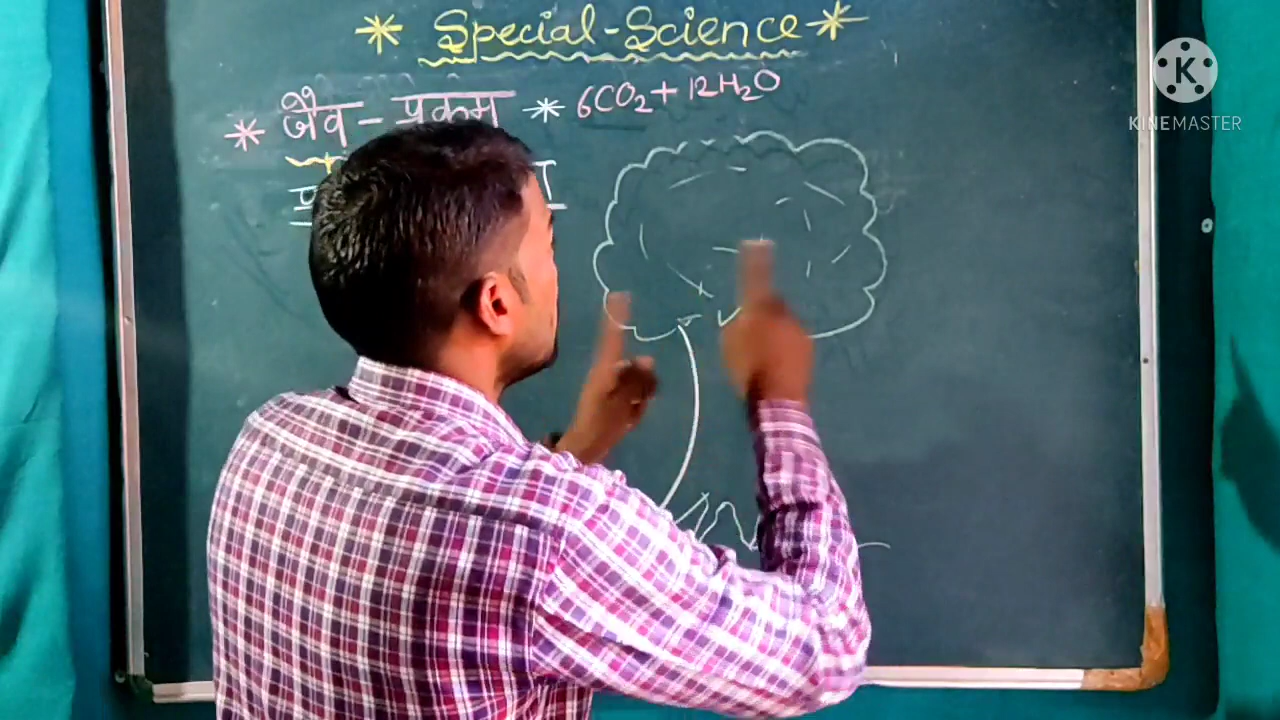 * Special-Science *
* जैव - प्रक्रम * 6CO₂ + 12H₂O
K
KINEMASTER